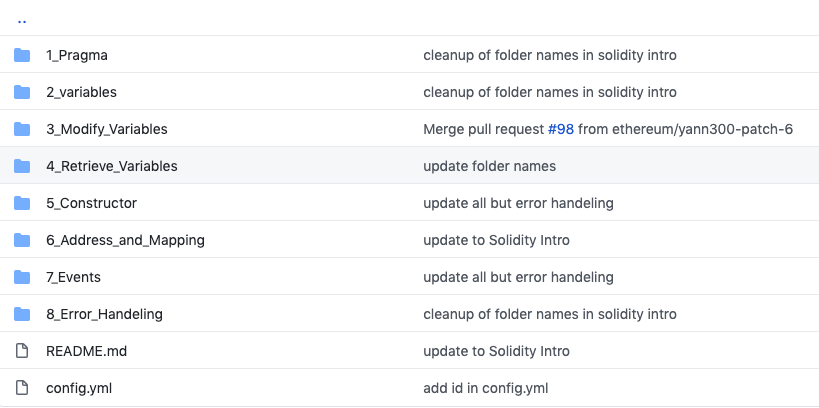 ..
1_Pragma cleanup of folder names in solidity intro
2_variables cleanup of folder names in solidity intro
3_Modify_Variables Merge pull request #98 from ethereum/yann300-patch-6
4_Retrieve_Variables update folder names
5_Constructor update all but error handeling
6_Address_and_Mapping update to Solidity Intro
7_Events update all but error handeling
8_Error_Handeling cleanup of folder names in solidity intro
README.md update to Solidity Intro
config.yml add id in config.yml